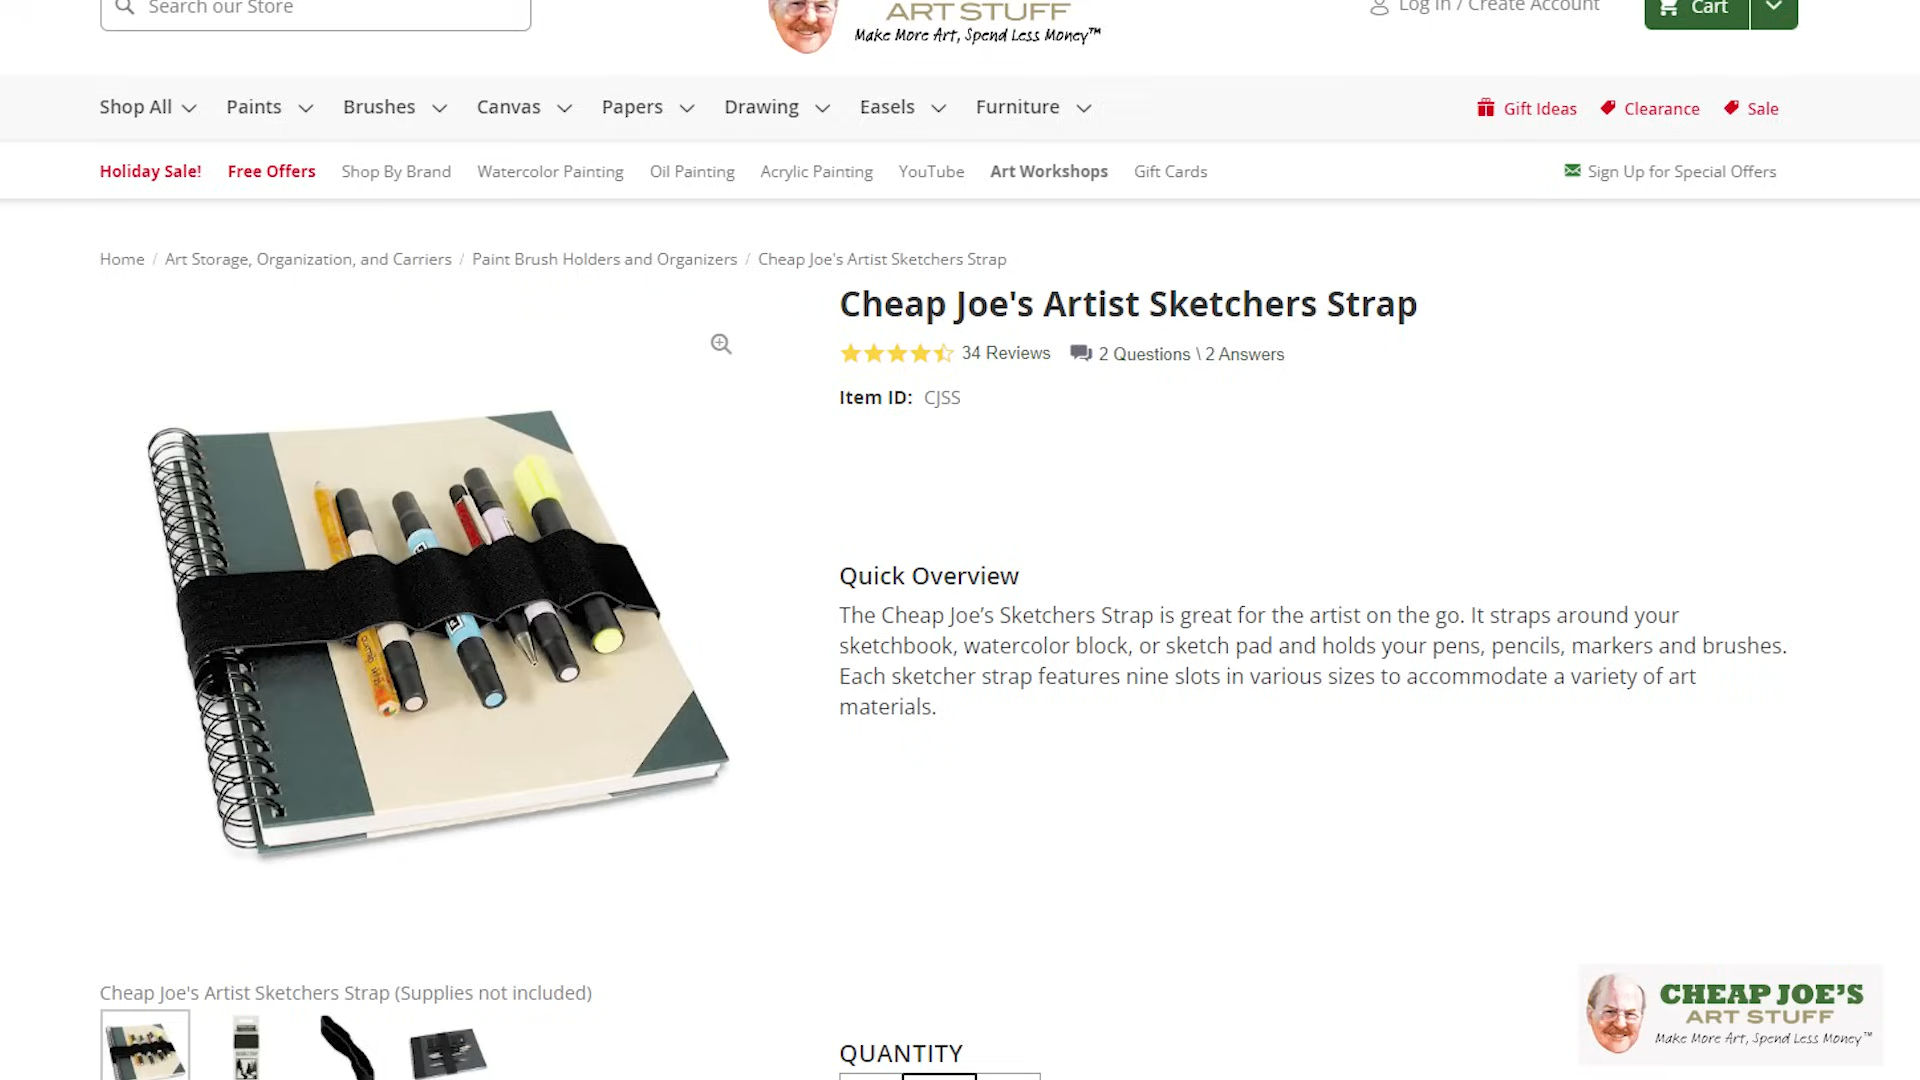 Search our Store
ART STUFF
Make More Art, Spend Less Money™
Log In / Create Account
Cart
Shop All
Paints
Brushes
Canvas
Papers
Drawing
Easels
Furniture
Gift Ideas
Clearance
Sale
Holiday Sale!
Free Offers
Shop By Brand
Watercolor Painting
Oil Painting
Acrylic Painting
YouTube
Art Workshops
Gift Cards
Sign Up for Special Offers
Home / Art Storage, Organization, and Carriers / Paint Brush Holders and Organizers / Cheap Joe's Artist Sketchers Strap
Cheap Joe's Artist Sketchers Strap
34 Reviews
2 Questions \ 2 Answers
Item ID: CJSS
Quick Overview
The Cheap Joe’s Sketchers Strap is great for the artist on the go. It straps around your
sketchbook, watercolor block, or sketch pad and holds your pens, pencils, markers and brushes.
Each sketcher strap features nine slots in various sizes to accommodate a variety of art
materials.
Cheap Joe's Artist Sketchers Strap (Supplies not included)
QUANTITY
CHEAP JOE'S
ART STUFF
Make More Art, Spend Less Money™